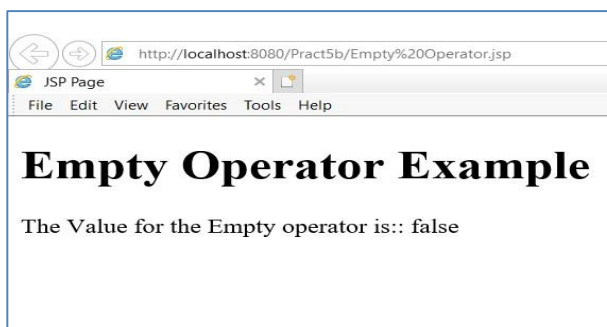 http://localhost:8080/Pract5b/Empty%20Operator.jsp
JSP Page
File Edit View Favorites Tools Help
Empty Operator Example
The Value for the Empty operator is:: false